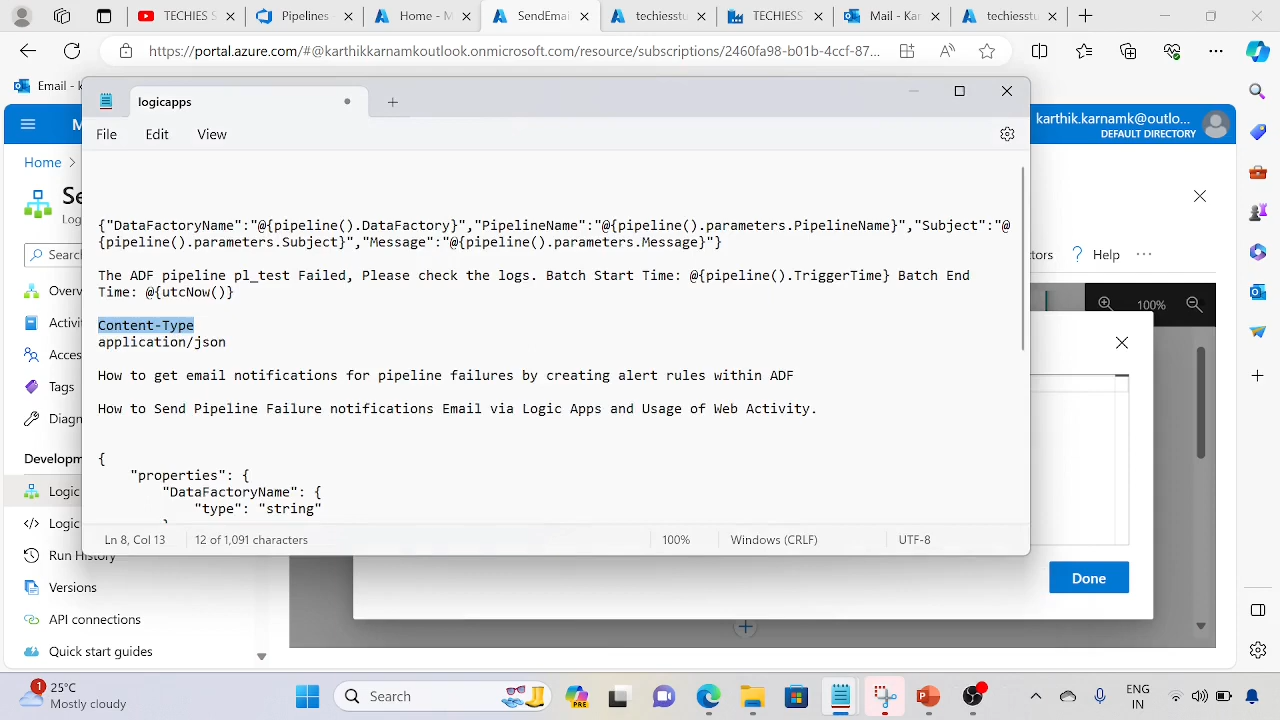 TECHIES S
Pipelines
Home - M
SendEmai
techiesstu
TECHIESS
Mail - Kar
techiesstu
https://portal.azure.com/#@karthikkarnamkoutlook.onmicrosoft.com/resource/subscriptions/2460fa98-b01b-4ccf-87...
Email - k
logicapps
File Edit View
karthik.karnamk@outlo...
DEFAULT DIRECTORY
M
Home
Se
Log
Search
Overv
Activi
Acces
Tags
Diagn
Developm
Logic
Logic
Run History
Versions
API connections
Quick start guides
{"DataFactoryName":"@{pipeline().DataFactory}","PipelineName":"@{pipeline().parameters.PipelineName}","Subject":"@
{pipeline().parameters.Subject}","Message":"@{pipeline().parameters.Message}"}
The ADF pipeline pl_test Failed, Please check the logs. Batch Start Time: @{pipeline().TriggerTime} Batch End
Time: @{utcNow()}
Content-Type
application/json
How to get email notifications for pipeline failures by creating alert rules within ADF
How to Send Pipeline Failure notifications Email via Logic Apps and Usage of Web Activity.
{
"properties": {
"DataFactoryName": {
"type": "string"
}
Ln 8, Col 13
12 of 1,091 characters
100%
Windows (CRLF)
UTF-8
tors
? Help ...
100%
Done
1
25°C
Mostly cloudy
Search
PRE
ENG
IN